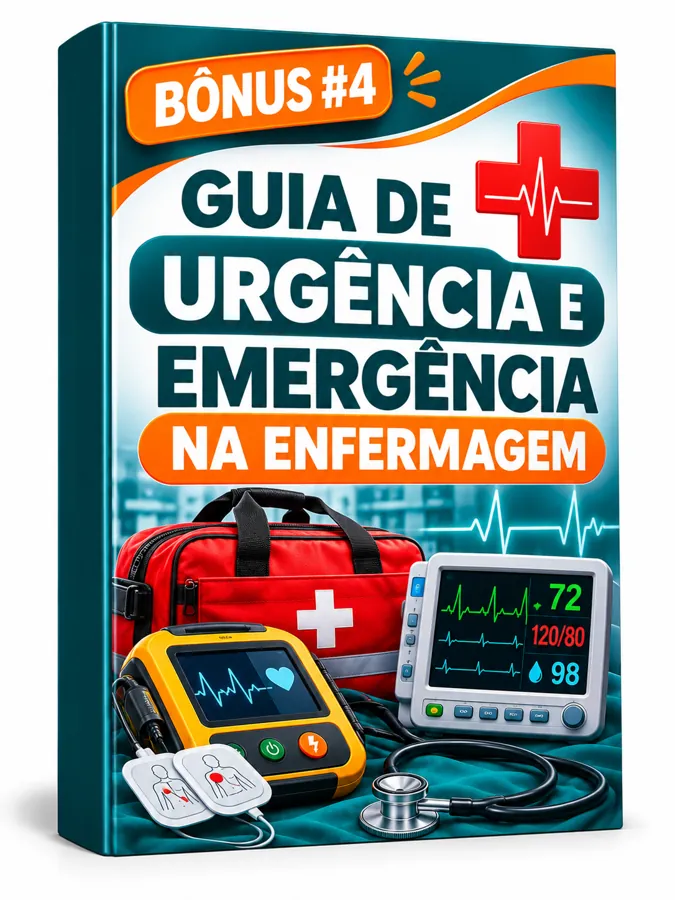 BÔNUS #4
GUIA DE
URGÊNCIA E
EMERGÊNCIA
NA ENFERMAGEM
72
120/80
98